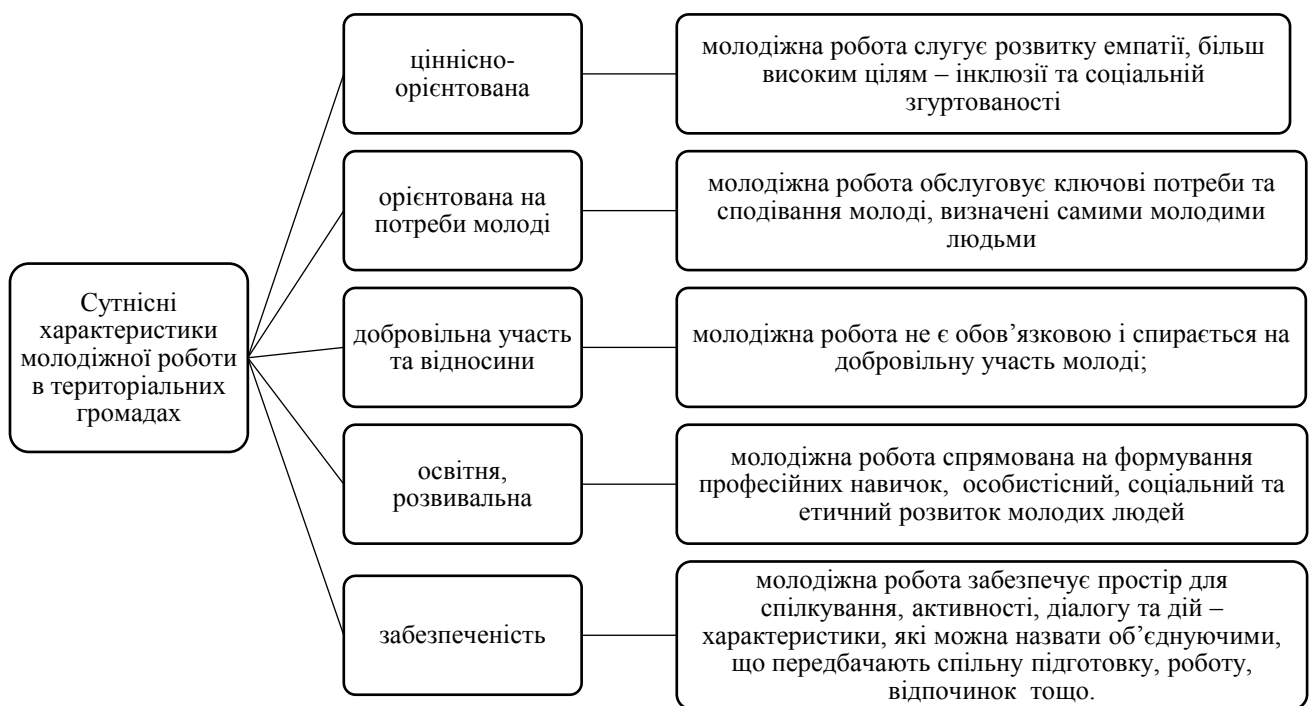 Сутнісні
характеристики
молодіжної роботи
в територіальних
громадах
ціннісно-
орієнтована
молодіжна робота слугує розвитку емпатії, більш
високим цілям – інклюзії та соціальній
згуртованості
орієнтована на
потреби молоді
молодіжна робота обслуговує ключові потреби та
сподівання молоді, визначені самими молодими
людьми
добровільна участь
та відносини
молодіжна робота не є обов’язковою і спирається на
добровільну участь молоді;
освітня,
розвивальна
молодіжна робота спрямована на формування
професійних навичок, особистісний, соціальний та
етичний розвиток молодих людей
забезпеченість
молодіжна робота забезпечує простір для
спілкування, активності, діалогу та дій –
характеристики, які можна назвати об’єднуючими,
що передбачають спільну підготовку, роботу,
відпочинок тощо.